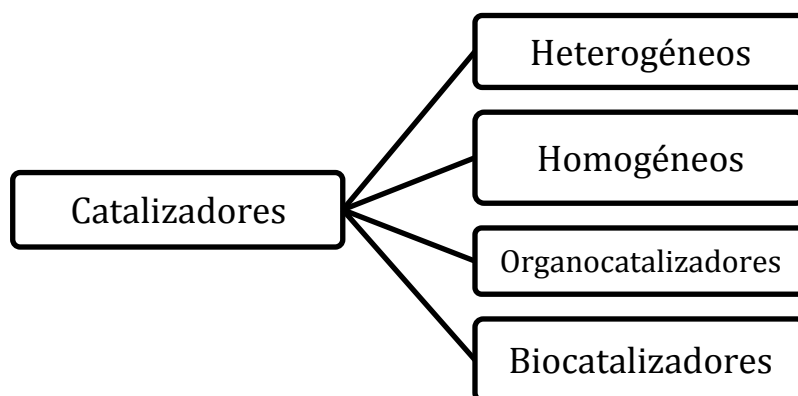 Heterogéneos
Homogéneos
Catalizadores
Organocatalizadores
Biocatalizadores